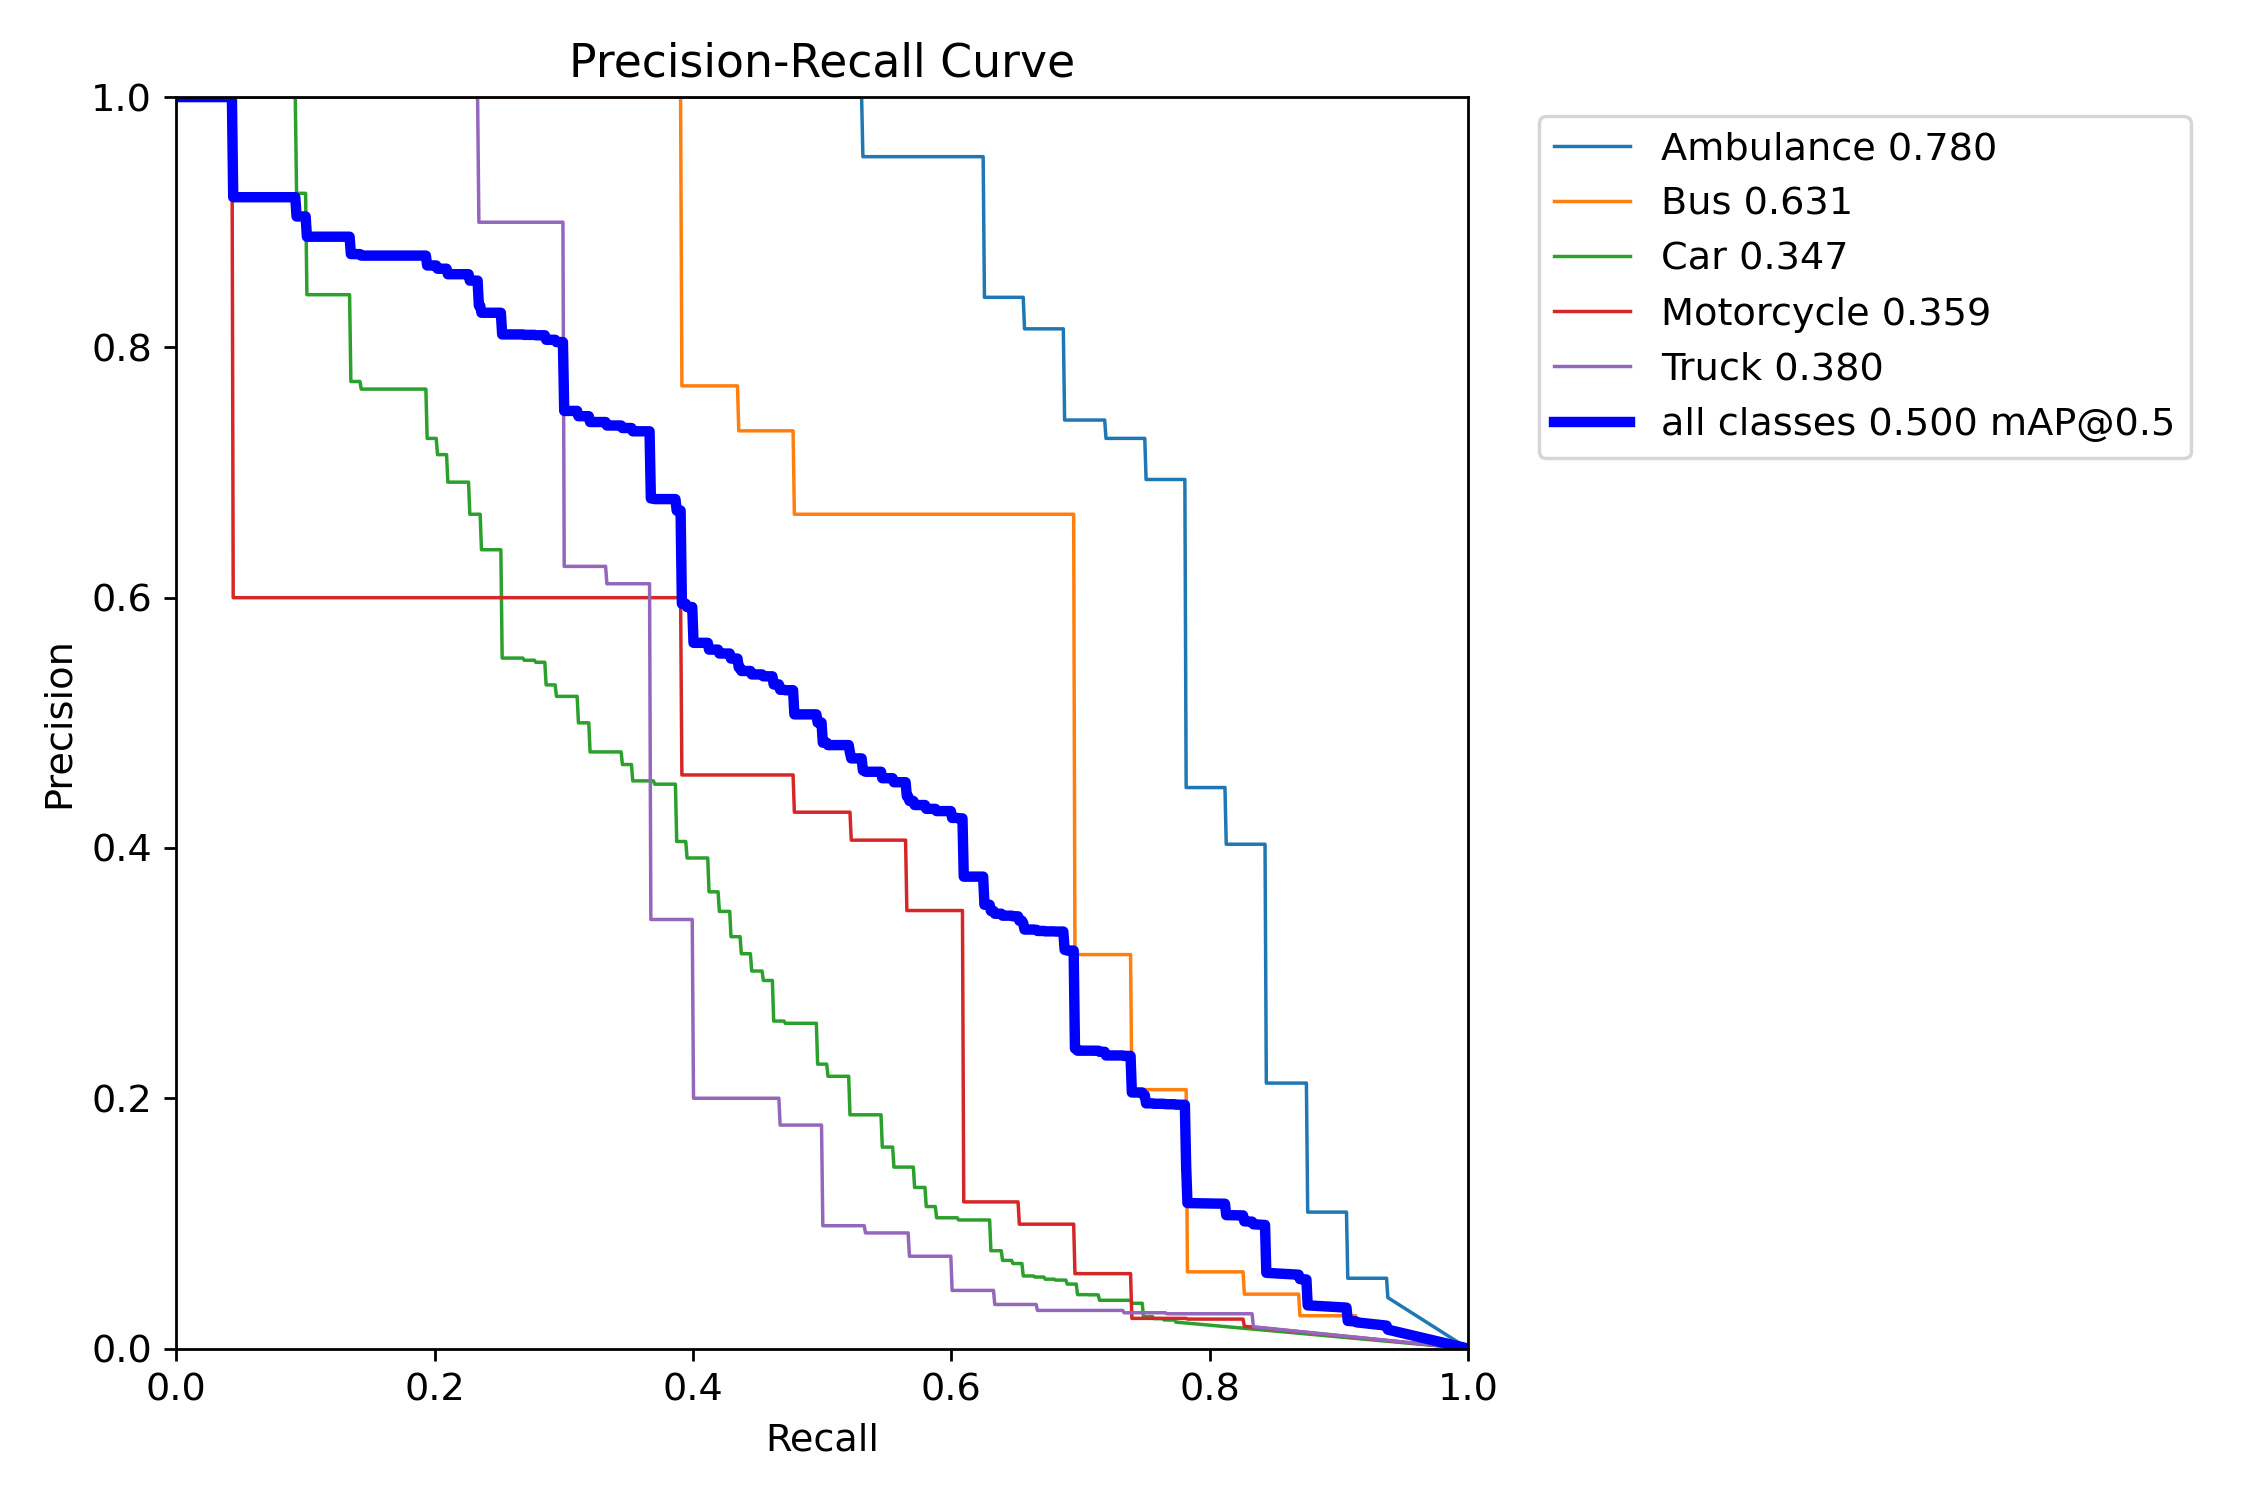 Precision-Recall Curve
1.0
0.8
0.6
0.4
0.2
0.0
Precision
0.0 0.2 0.4 0.6 0.8 1.0
Recall
Ambulance 0.780
Bus 0.631
Car 0.347
Motorcycle 0.359
Truck 0.380
all classes 0.500 mAP@0.5